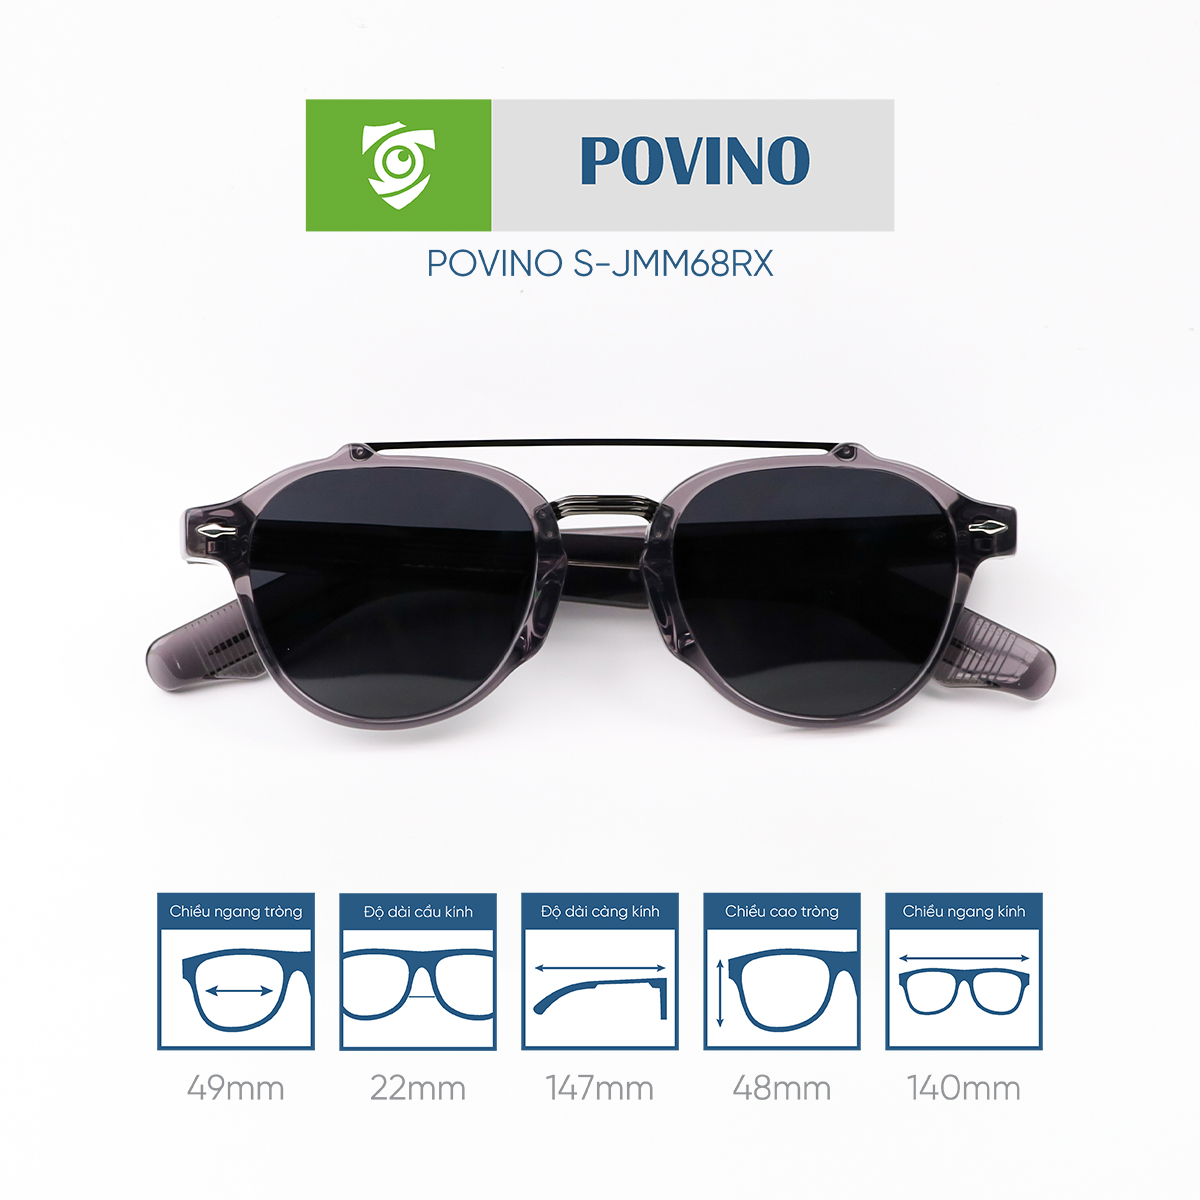 POVINO
POVINO S-JMM68RX
Chiều ngang tròng
Độ dài cầu kính
Độ dài càng kính
Chiều cao tròng
Chiều ngang kính
49mm
22mm
147mm
48mm
140mm